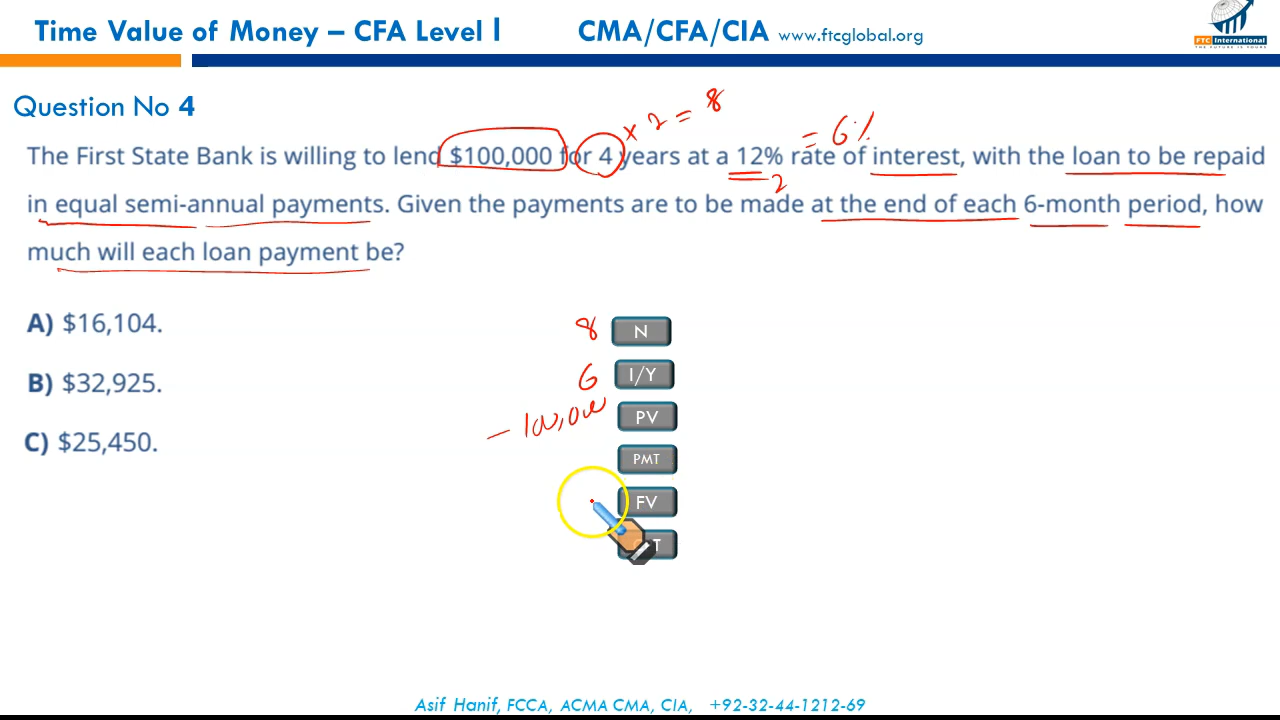 Time Value of Money – CFA Level l CMA/CFA/CIA www.ftcglobal.org
FTC International
THE FUTURE IS YOURS
Question No 4
× 2 = 8
= 6%
The First State Bank is willing to lend $100,000 for 4 years at a 12% rate of interest, with the loan to be repaid
2
in equal semi-annual payments. Given the payments are to be made at the end of each 6-month period, how
much will each loan payment be?
A) $16,104.
B) $32,925.
C) $25,450.
8 N
6 I/Y
– 100,000 PV
PMT
FV
T
Asif Hanif, FCCA, ACMA CMA, CIA, +92-32-44-1212-69